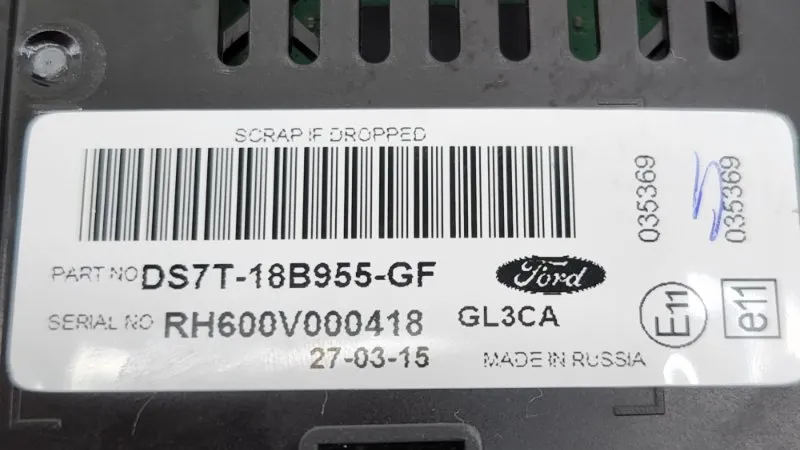 SCRAP IF DROPPED
PART NO DS7T-18B955-GF
Ford
SERIAL NO RH600V000418
GL3CA
27-03-15
MADE IN RUSSIA
035369
035369
E11
e11